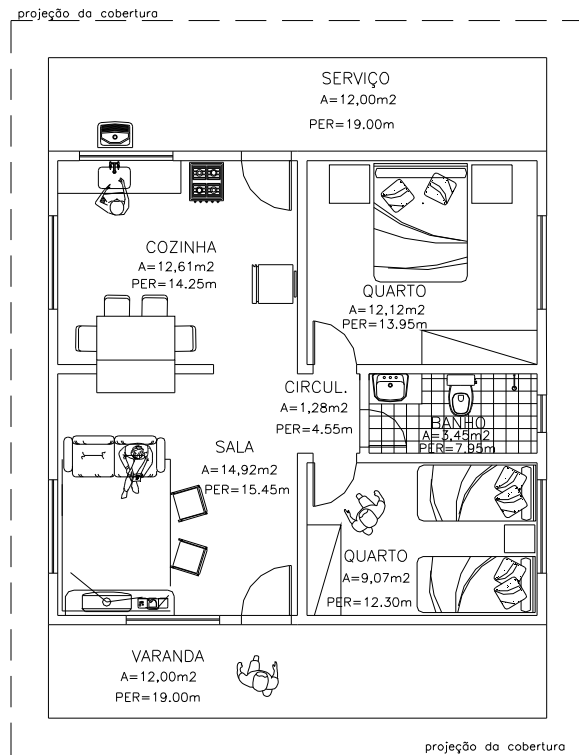 projeção da cobertura
SERVIÇO
A=12,00m2
PER=19.00m
COZINHA
A=12,61m2
PER=14.25m
QUARTO
A=12,12m2
PER=13.95m
CIRCUL.
A=1,28m2
PER=4.55m
BANHO
A=3,45m2
PER=7.95m
SALA
A=14,92m2
PER=15.45m
QUARTO
A=9,07m2
PER=12.30m
VARANDA
A=12,00m2
PER=19.00m
projeção da cobertura